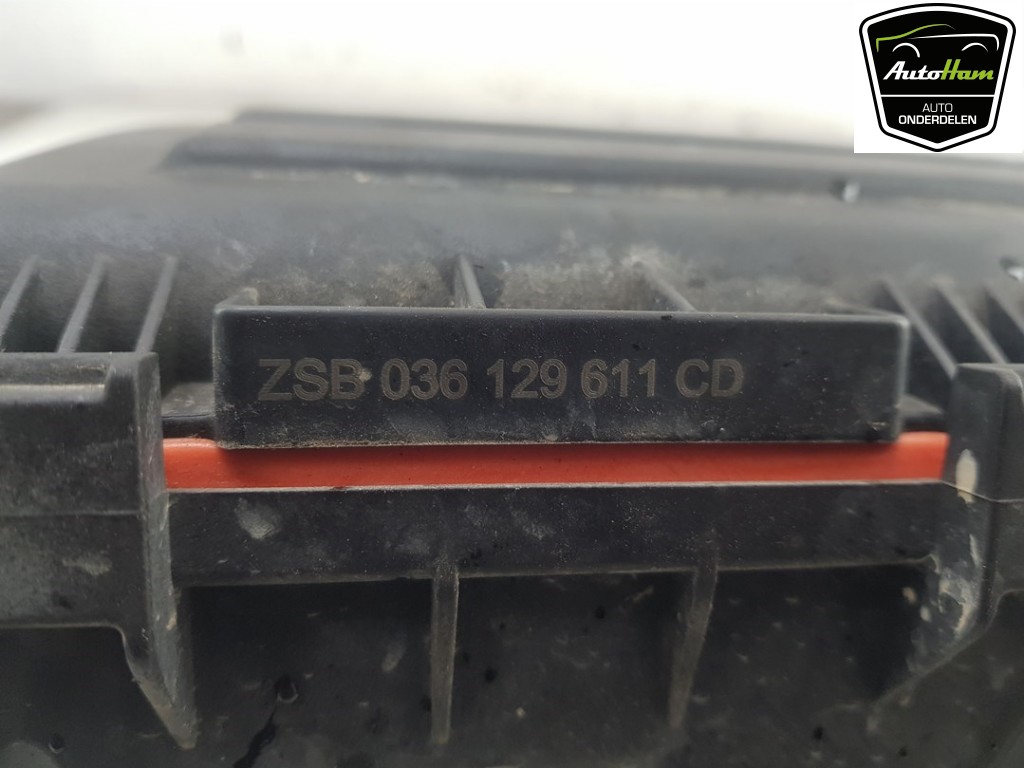 AutoHam
AUTO
ONDERDELEN
ZSB 036 129 611 CD